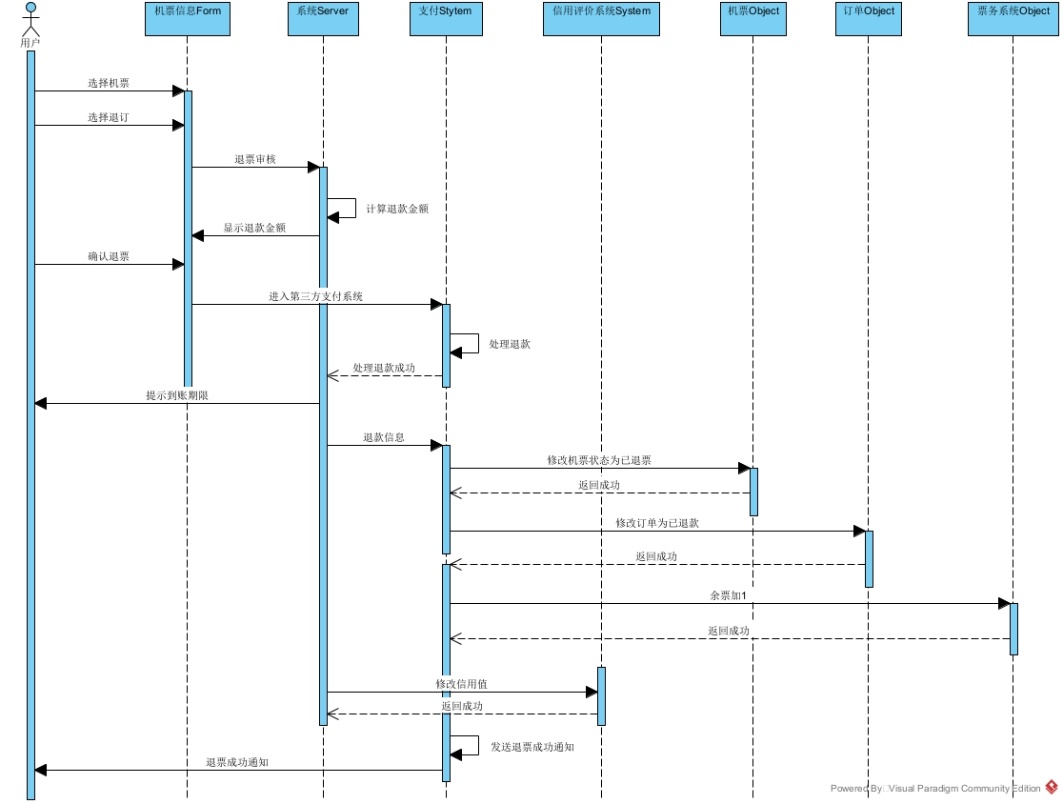 机票信息Form
系统Server
支付Stytem
信用评价系统System
机票Object
订单Object
票务系统Object
用户
选择机票
选择退订
退票审核
计算退款金额
显示退款金额
确认退票
进入第三方支付系统
处理退款
处理退款成功
提示到账期限
退款信息
修改机票状态为已退票
返回成功
修改订单为已退款
返回成功
余票加1
返回成功
修改信用值
返回成功
发送退票成功通知
退票成功通知
Powered By Visual Paradigm Community Edition